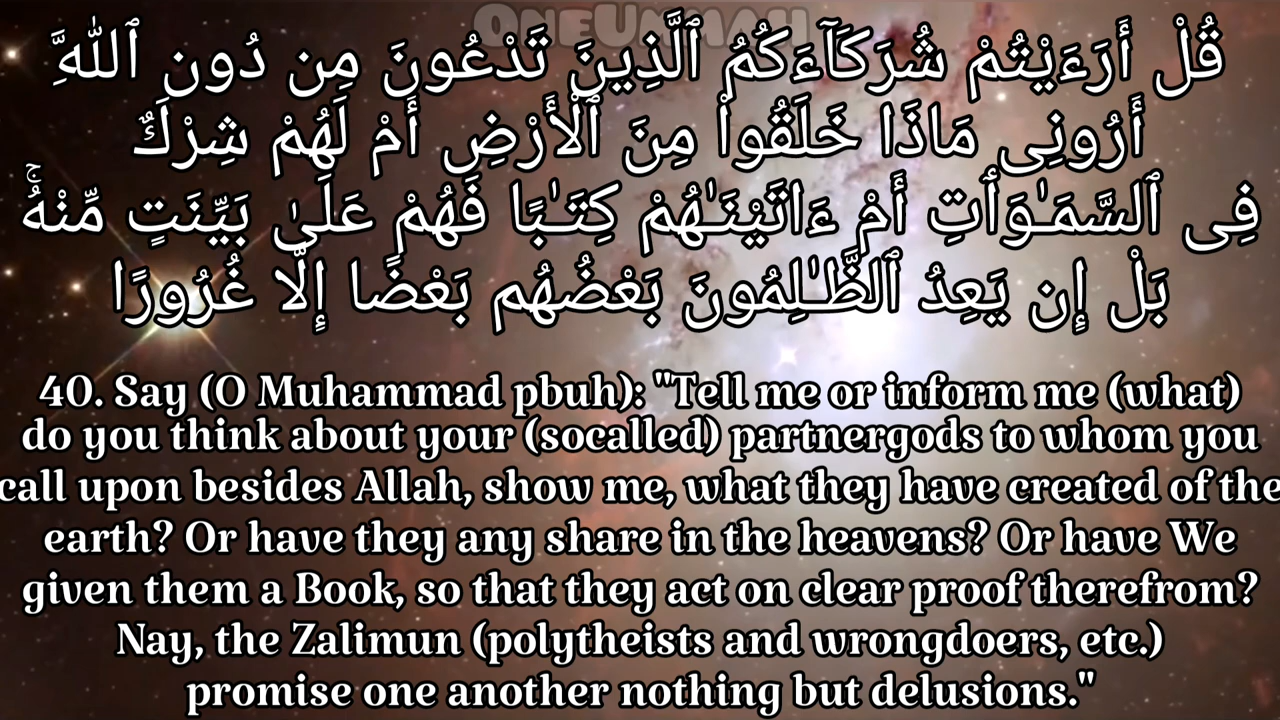 OneUmmah
قُلْ أَرَءَيْتُمْ شُرَكَآءَكُمُ ٱلَّذِينَ تَدْعُونَ مِن دُونِ ٱللَّهِ
أَرُونِى مَاذَا خَلَقُوا۟ مِنَ ٱلْأَرْضِ أَمْ لَهُمْ شِرْكٌ
فِى ٱلسَّمَـٰوَٲتِ أَمْ ءَاتَيْنَـٰهُمْ كِتَـٰبًا فَهُمْ عَلَىٰ بَيِّنَتٍ مِّنْهُۚ
بَلْ إِن يَعِدُ ٱلظَّـٰلِمُونَ بَعْضُهُم بَعْضًا إِلَّا غُرُورًا
40. Say (O Muhammad pbuh): "Tell me or inform me (what)
do you think about your (socalled) partnergods to whom you
call upon besides Allah, show me, what they have created of the
earth? Or have they any share in the heavens? Or have We
given them a Book, so that they act on clear proof therefrom?
Nay, the Zalimun (polytheists and wrongdoers, etc.)
promise one another nothing but delusions."